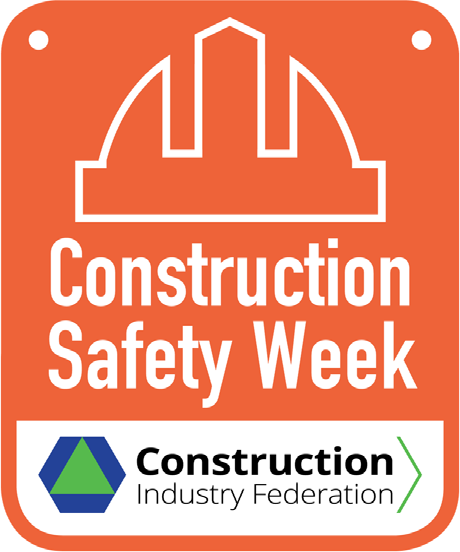 Construction
Safety Week
Construction
Industry Federation